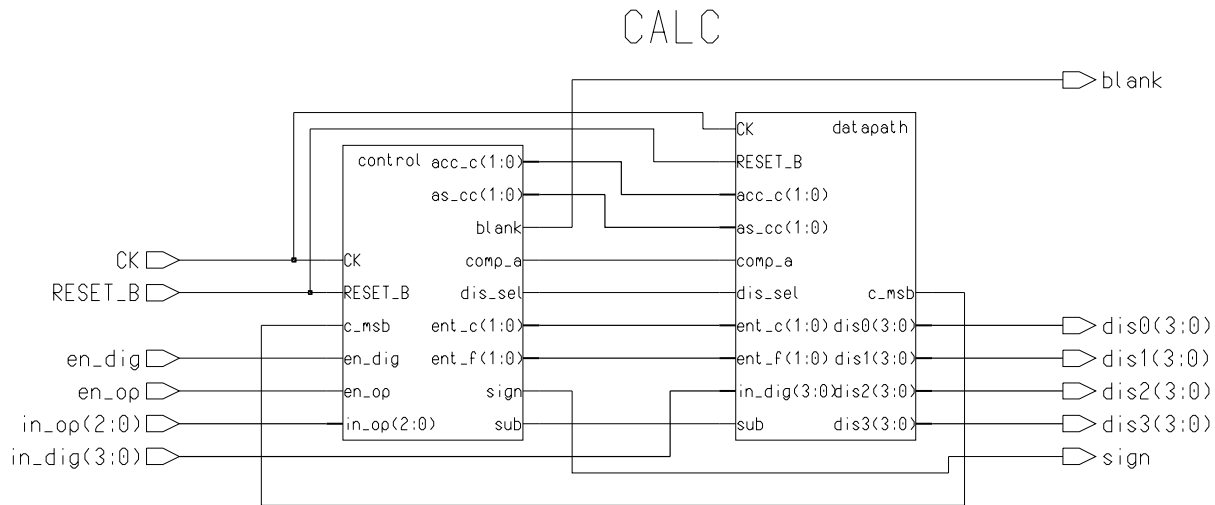 CALC
blank
CK
datapath
RESET_B
control
acc_c(1:0)
as_cc(1:0)
blank
acc_c(1:0)
as_cc(1:0)
CK
CK
comp_a
comp_a
RESET_B
RESET_B
dis_sel
dis_sel
c_msb
c_msb
ent_c(1:0)
ent_c(1:0)
dis0(3:0)
dis0(3:0)
en_dig
en_dig
ent_f(1:0)
ent_f(1:0)
dis1(3:0)
dis1(3:0)
en_op
en_op
sign
in_dig(3:0)
dis2(3:0)
dis2(3:0)
in_op(2:0)
in_op(2:0)
sub
sub
dis3(3:0)
dis3(3:0)
in_dig(3:0)
sign